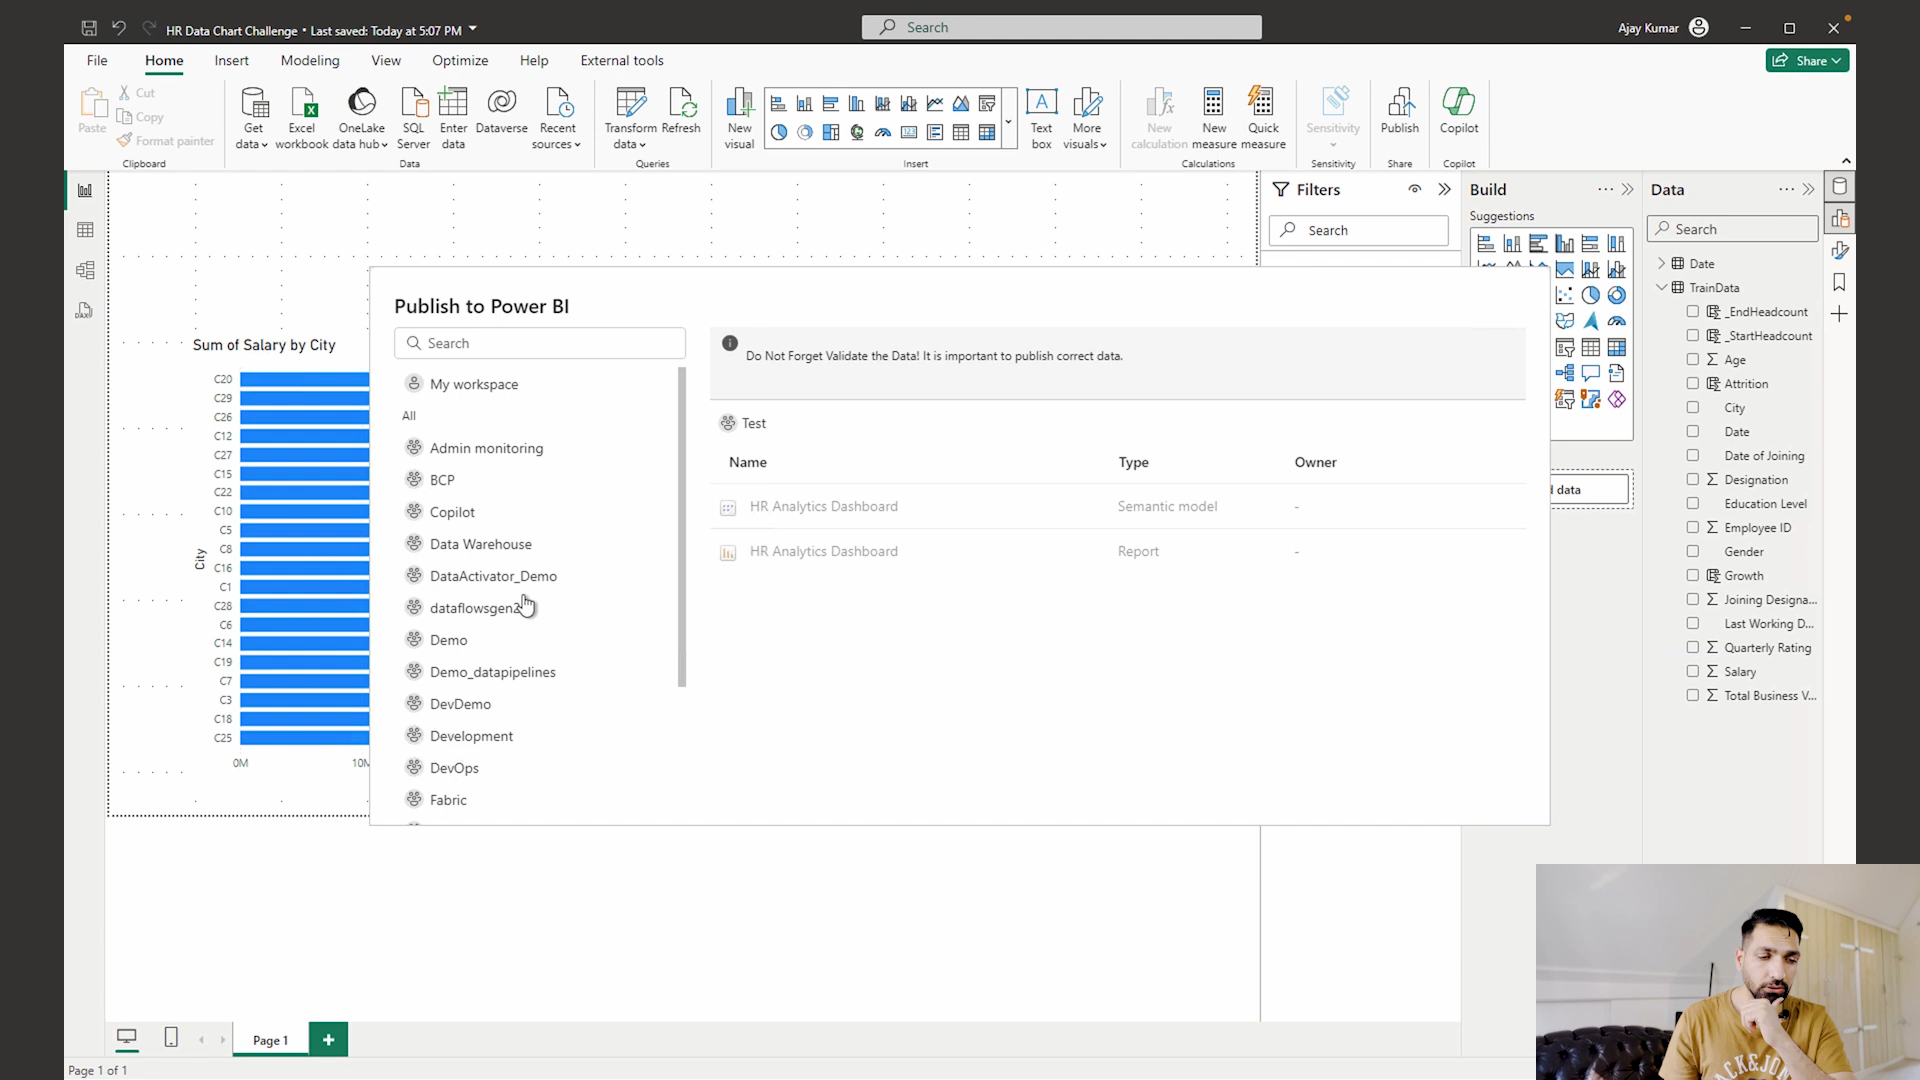 HR Data Chart Challenge • Last saved: Today at 5:07 PM
Search
Ajay Kumar
File
Home
Insert
Modeling
View
Optimize
Help
External tools
Share
Paste
Cut
Copy
Format painter
Clipboard
Get data
Excel workbook
OneLake data hub
SQL Server
Enter data
Dataverse
Recent sources
Data
Transform data
Refresh
Queries
New visual
Text box
More visuals
Insert
New calculation
New measure
Quick measure
Calculations
Sensitivity
Sensitivity
Publish
Share
Copilot
Copilot
Filters
Search
Build
Suggestions
d data
Data
Search
Date
TrainData
_EndHeadcount
_StartHeadcount
Age
Attrition
City
Date
Date of Joining
Designation
Education Level
Employee ID
Gender
Growth
Joining Designa...
Last Working D...
Quarterly Rating
Salary
Total Business V...
Sum of Salary by City
City
C20
C29
C26
C12
C27
C15
C22
C10
C5
C8
C16
C1
C28
C6
C14
C19
C7
C3
C18
C25
0M
10M
Publish to Power BI
Search
My workspace
All
Admin monitoring
BCP
Copilot
Data Warehouse
DataActivator_Demo
dataflowsgen2
Demo
Demo_datapipelines
DevDemo
Development
DevOps
Fabric
Do Not Forget Validate the Data! It is important to publish correct data.
Test
Name Type Owner
HR Analytics Dashboard Semantic model -
HR Analytics Dashboard Report -
Page 1
Page 1 of 1